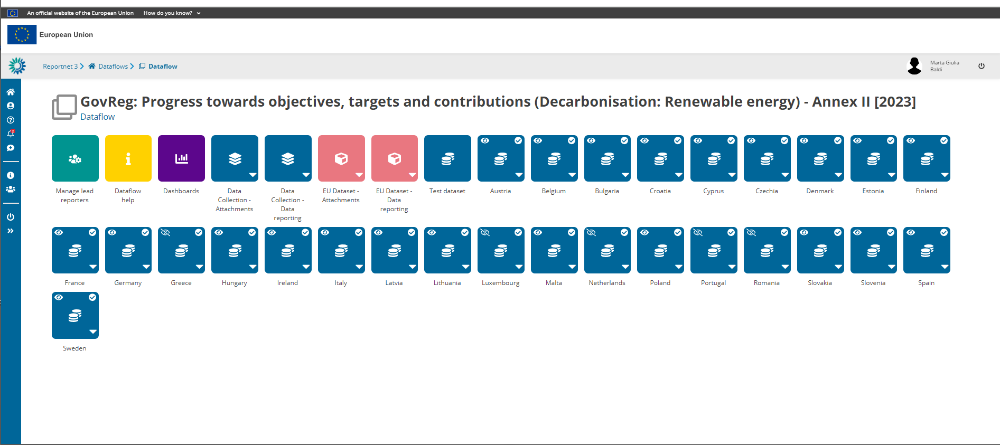 An official website of the European Union How do you know?
European Union
Reportnet 3 Dataflows Dataflow
Marta Giulia
Baldi
GovReg: Progress towards objectives, targets and contributions (Decarbonisation: Renewable energy) - Annex II [2023]
Dataflow
2
Manage lead
reporters
Dataflow
help
Dashboards
Data
Collection -
Attachments
Data
Collection -
Data
reporting
EU Dataset -
Attachments
EU Dataset -
Data
reporting
Test dataset
Austria
Belgium
Bulgaria
Croatia
Cyprus
Czechia
Denmark
Estonia
Finland
France
Germany
Greece
Hungary
Ireland
Italy
Latvia
Lithuania
Luxembourg
Malta
Netherlands
Poland
Portugal
Romania
Slovakia
Slovenia
Spain
Sweden